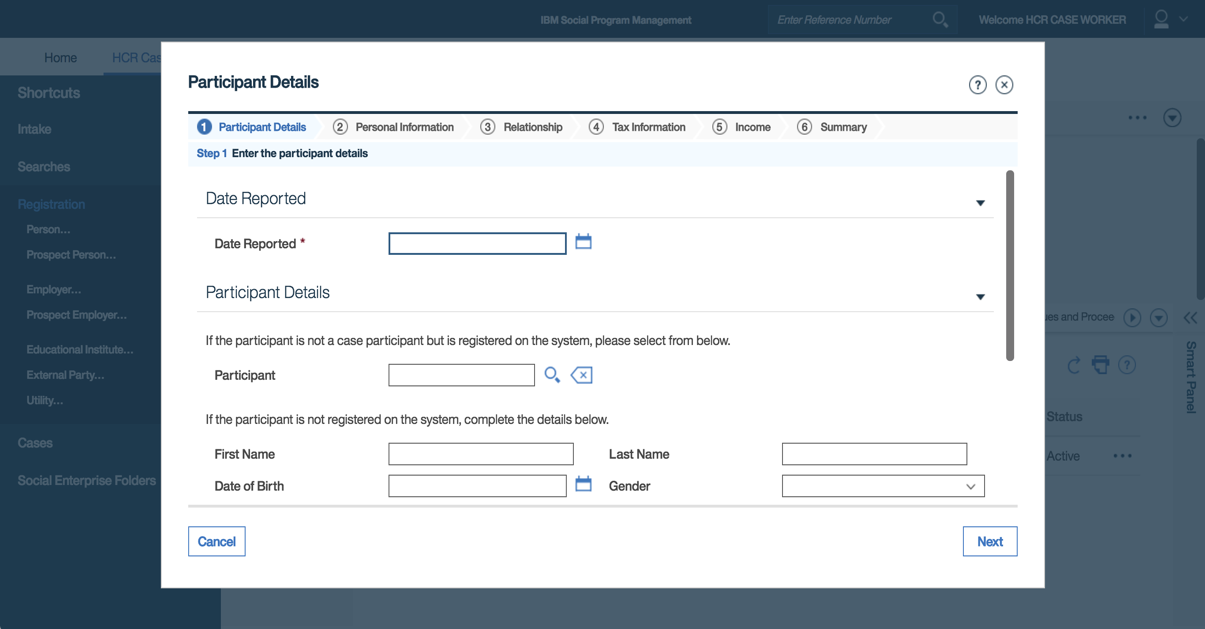 IBM Social Program Management
Enter Reference Number
Welcome HCR CASE WORKER
Home
HCR Cas
Shortcuts
Intake
Searches
Registration
Person...
Prospect Person...
Employer...
Prospect Employer...
Educational Institute...
External Party...
Utility...
Cases
Social Enterprise Folders
Participant Details
?
1 Participant Details 2 Personal Information 3 Relationship 4 Tax Information 5 Income 6 Summary
Step 1 Enter the participant details
Date Reported
Date Reported *
Participant Details
If the participant is not a case participant but is registered on the system, please select from below.
Participant
If the participant is not registered on the system, complete the details below.
First Name Last Name
Date of Birth Gender
Cancel Next
ues and Procee
?
Status
Active
Smart Panel